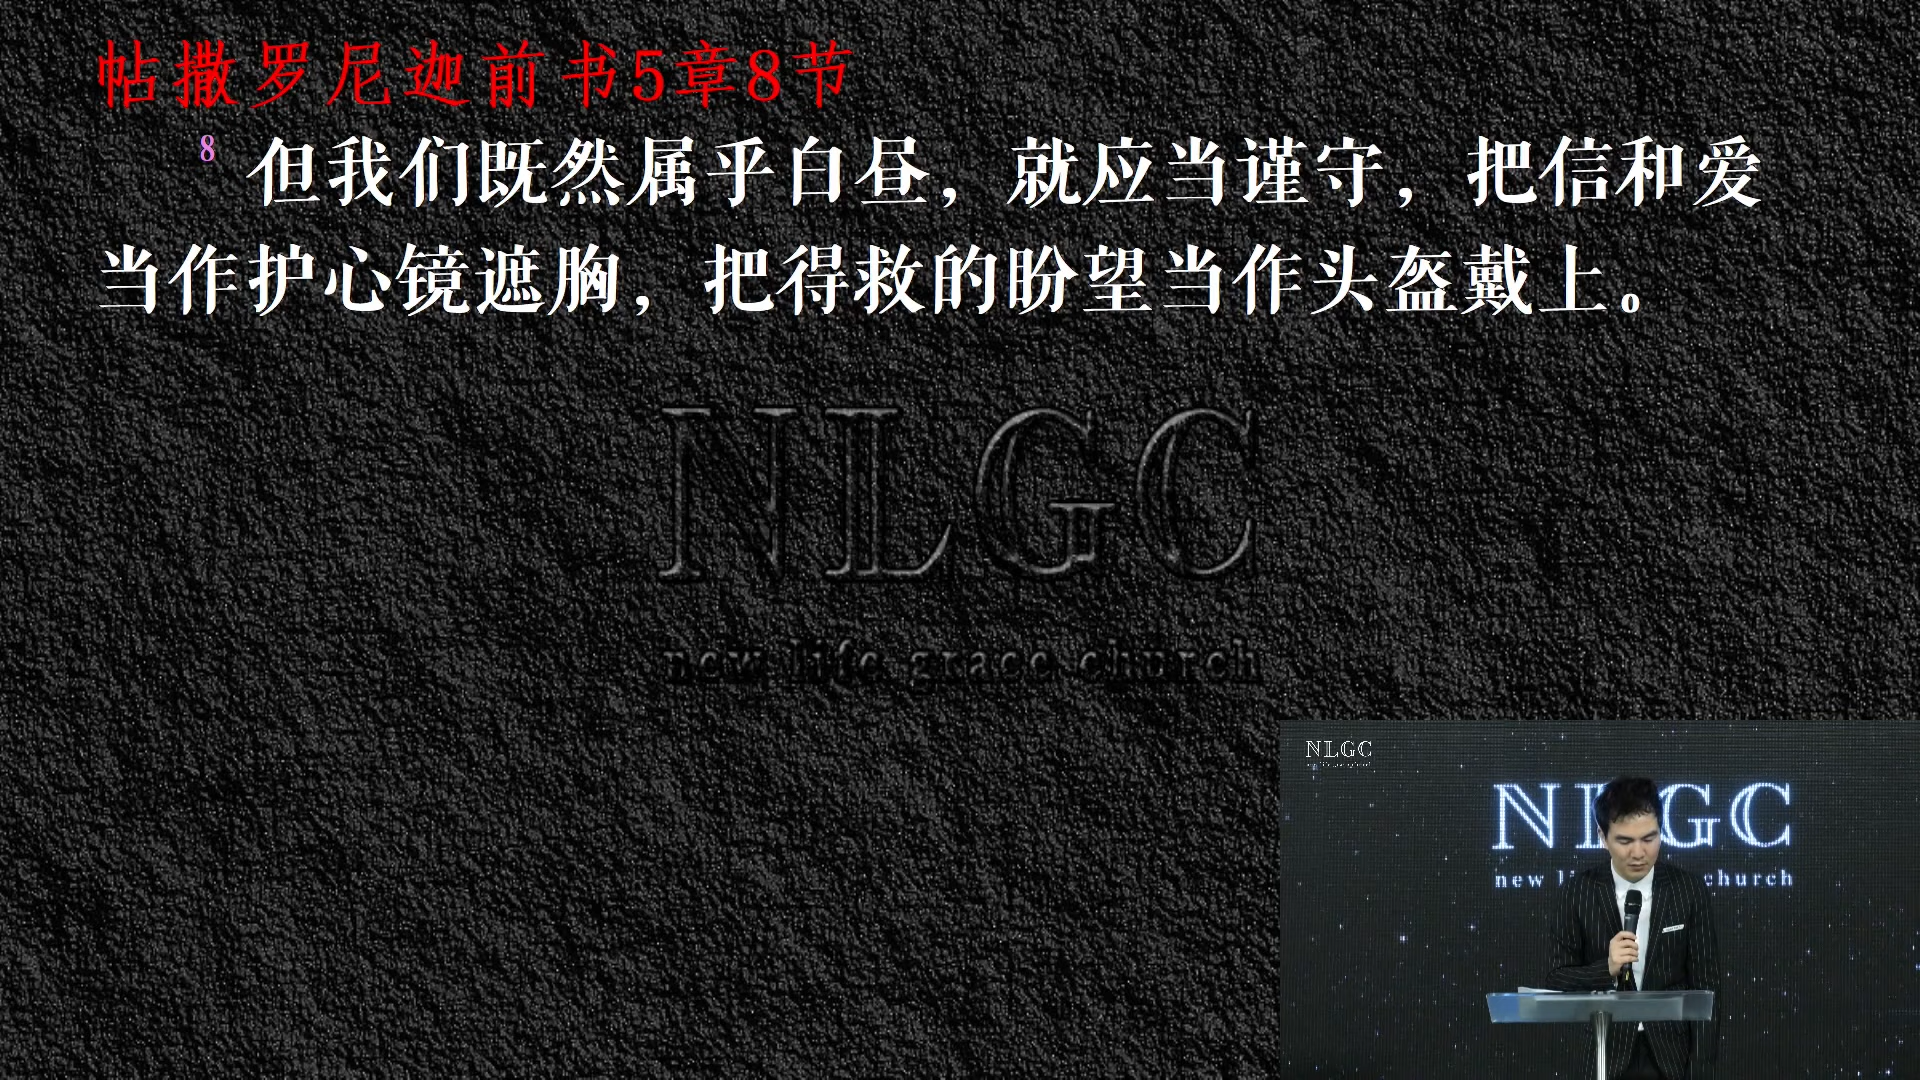 帖撒罗尼迦前书5章8节
8 但我们既然属乎白昼，就应当谨守，把信和爱
当作护心镜遮胸，把得救的盼望当作头盔戴上。
NLGC
new life grace church
NLGC
NLGC
new li church